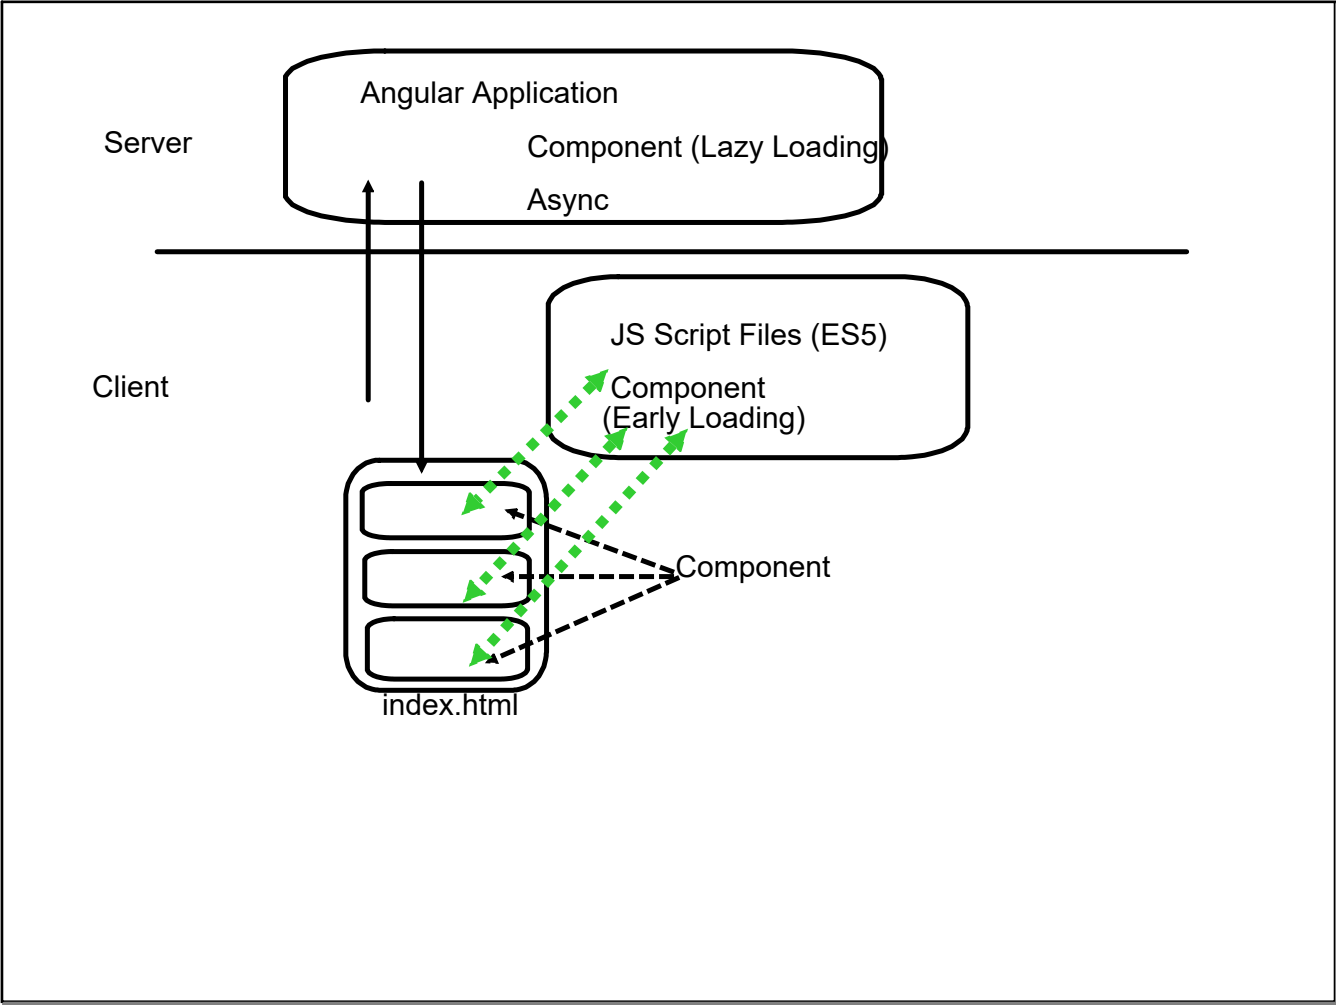 Angular Application
Server
Component (Lazy Loading)
Async
JS Script Files (ES5)
Client
Component
(Early Loading)
Component
index.html